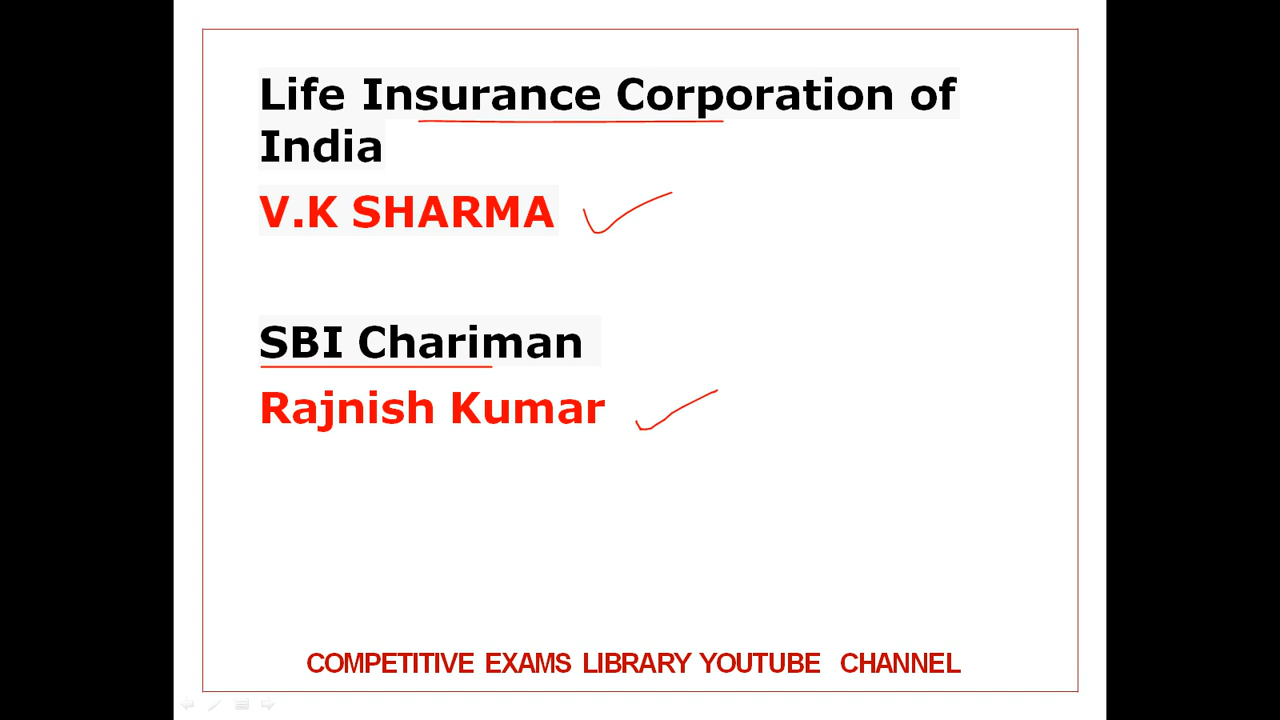 Life Insurance Corporation of
India
V.K SHARMA
SBI Chariman
Rajnish Kumar
COMPETITIVE EXAMS LIBRARY YOUTUBE CHANNEL